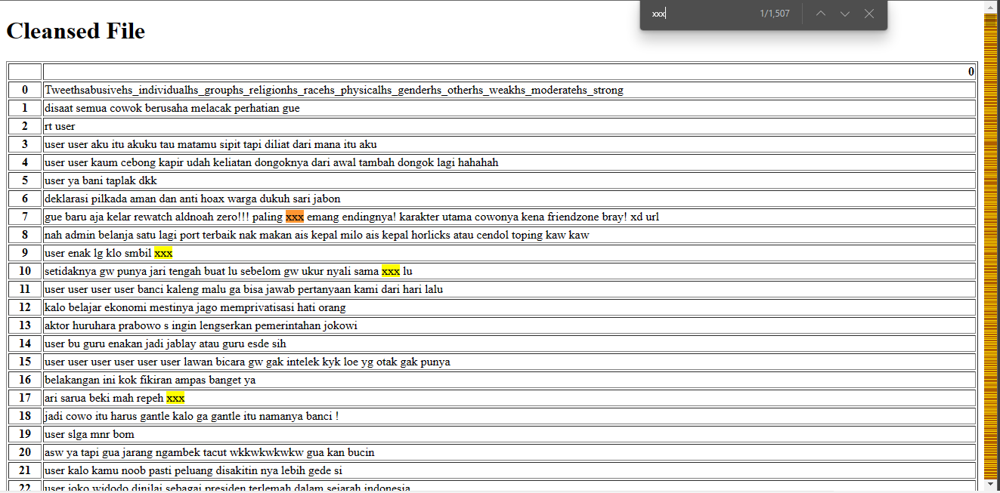 xxx 1/1,507
Cleansed File
0
0 Tweethsabusivehs_individualhs_grouphs_religionhs_racehs_physicalhs_genderhs_otherhs_weakhs_moderatehs_strong
1 disaat semua cowok berusaha melacak perhatian gue
2 rt user
3 user user aku itu akuku tau matamu sipit tapi diliat dari mana itu aku
4 user user kaum cebong kapir udah keliatan dongoknya dari awal tambah dongok lagi hahahah
5 user ya bani taplak dkk
6 deklarasi pilkada aman dan anti hoax warga dukuh sari jabon
7 gue baru aja kelar rewatch aldnoah zero!!! paling xxx emang endingnya! karakter utama cowonya kena friendzone bray! xd url
8 nah admin belanja satu lagi port terbaik nak makan ais kepal milo ais kepal horlicks atau cendol toping kaw kaw
9 user enak lg klo smbil xxx
10 setidaknya gw punya jari tengah buat lu sebelom gw ukur nyali sama xxx lu
11 user user user user banci kaleng malu ga bisa jawab pertanyaan kami dari hari lalu
12 kalo belajar ekonomi mestinya jago memprivatisasi hati orang
13 aktor huruhara prabowo s ingin lengserkan pemerintahan jokowi
14 user bu guru enakan jadi jablay atau guru esde sih
15 user user user user user user lawan bicara gw gak intelek kyk loe yg otak gak punya
16 belakangan ini kok fikiran ampas banget ya
17 ari sarua beki mah repeh xxx
18 jadi cowo itu harus gantle kalo ga gantle itu namanya banci !
19 user slga mnr bom
20 asw ya tapi gua jarang ngambek tacut wkkwkwkwkw gua kan bucin
21 user kalo kamu noob pasti peluang disakitin nya lebih gede si
22 user joko widodo dinilai sebagai presiden terlemah dalam sejarah indonesia